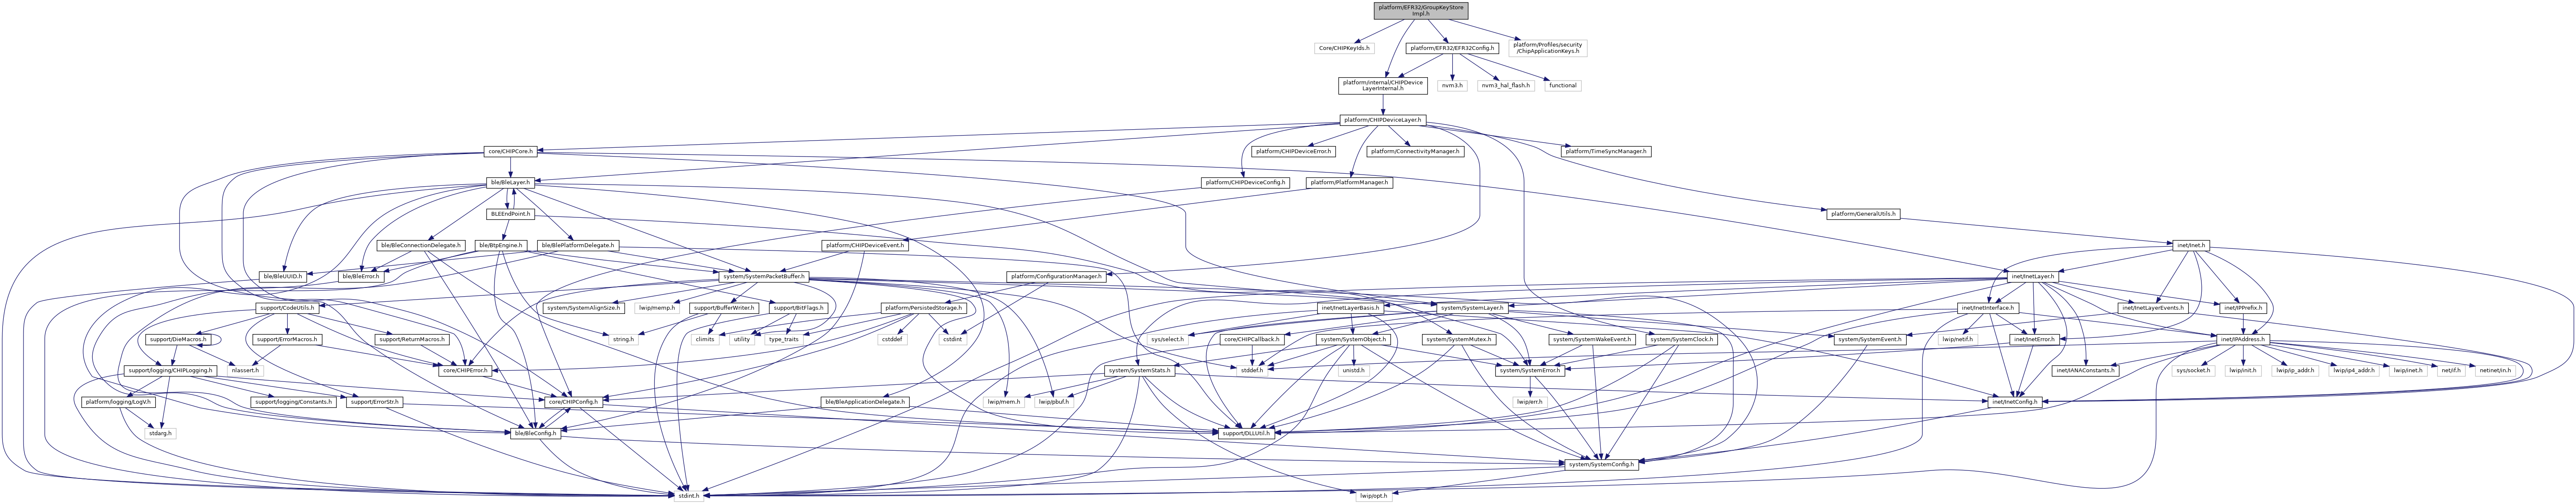 platform/EFR32/GroupKeyStore
Impl.h
Core/CHIPKeyIds.h
platform/EFR32/EFR32Config.h
platform/Profiles/security
/ChipApplicationKeys.h
platform/internal/CHIPDevice
LayerInternal.h
nvm3.h
nvm3_hal_flash.h
functional
platform/CHIPDeviceLayer.h
core/CHIPCore.h
platform/CHIPDeviceError.h
platform/ConnectivityManager.h
platform/TimeSyncManager.h
ble/BleLayer.h
platform/CHIPDeviceConfig.h
platform/PlatformManager.h
BLEEndPoint.h
platform/GeneralUtils.h
ble/BleConnectionDelegate.h
ble/BtpEngine.h
ble/BlePlatformDelegate.h
platform/CHIPDeviceEvent.h
inet/Inet.h
ble/BleUUID.h
ble/BleError.h
system/SystemPacketBuffer.h
platform/ConfigurationManager.h
inet/InetLayer.h
support/CodeUtils.h
system/SystemAlignSize.h
lwip/memp.h
support/BufferWriter.h
support/BitFlags.h
platform/PersistedStorage.h
inet/InetLayerBasis.h
system/SystemLayer.h
inet/InetInterface.h
inet/InetLayerEvents.h
inet/IPPrefix.h
support/DieMacros.h
support/ErrorMacros.h
support/ReturnMacros.h
string.h
climits
utility
type_traits
cstddef
cstdint
sys/select.h
core/CHIPCallback.h
system/SystemObject.h
system/SystemMutex.h
system/SystemWakeEvent.h
system/SystemClock.h
system/SystemEvent.h
lwip/netif.h
inet/InetError.h
inet/IPAddress.h
support/logging/CHIPLogging.h
nlassert.h
core/CHIPError.h
system/SystemStats.h
stddef.h
unistd.h
system/SystemError.h
inet/IANAConstants.h
sys/socket.h
lwip/init.h
lwip/ip_addr.h
lwip/ip4_addr.h
lwip/inet.h
net/if.h
netinet/in.h
platform/logging/LogV.h
support/logging/Constants.h
support/ErrorStr.h
core/CHIPConfig.h
ble/BleApplicationDelegate.h
lwip/mem.h
lwip/pbuf.h
lwip/err.h
inet/InetConfig.h
stdarg.h
ble/BleConfig.h
support/DLLUtil.h
system/SystemConfig.h
stdint.h
lwip/opt.h